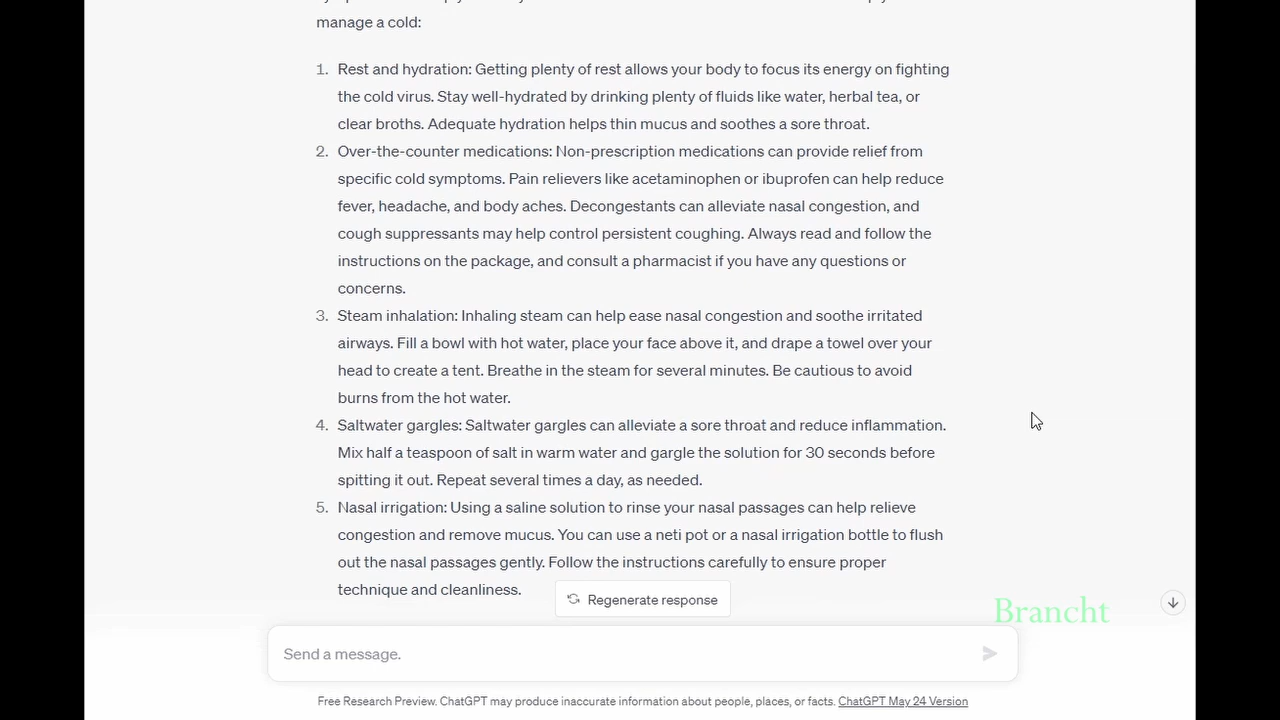 manage a cold:
1. Rest and hydration: Getting plenty of rest allows your body to focus its energy on fighting
the cold virus. Stay well-hydrated by drinking plenty of fluids like water, herbal tea, or
clear broths. Adequate hydration helps thin mucus and soothes a sore throat.
2. Over-the-counter medications: Non-prescription medications can provide relief from
specific cold symptoms. Pain relievers like acetaminophen or ibuprofen can help reduce
fever, headache, and body aches. Decongestants can alleviate nasal congestion, and
cough suppressants may help control persistent coughing. Always read and follow the
instructions on the package, and consult a pharmacist if you have any questions or
concerns.
3. Steam inhalation: Inhaling steam can help ease nasal congestion and soothe irritated
airways. Fill a bowl with hot water, place your face above it, and drape a towel over your
head to create a tent. Breathe in the steam for several minutes. Be cautious to avoid
burns from the hot water.
4. Saltwater gargles: Saltwater gargles can alleviate a sore throat and reduce inflammation.
Mix half a teaspoon of salt in warm water and gargle the solution for 30 seconds before
spitting it out. Repeat several times a day, as needed.
5. Nasal irrigation: Using a saline solution to rinse your nasal passages can help relieve
congestion and remove mucus. You can use a neti pot or a nasal irrigation bottle to flush
out the nasal passages gently. Follow the instructions carefully to ensure proper
technique and cleanliness.
Regenerate response
Brancht
Send a message.
Free Research Preview. ChatGPT may produce inaccurate information about people, places, or facts. ChatGPT May 24 Version